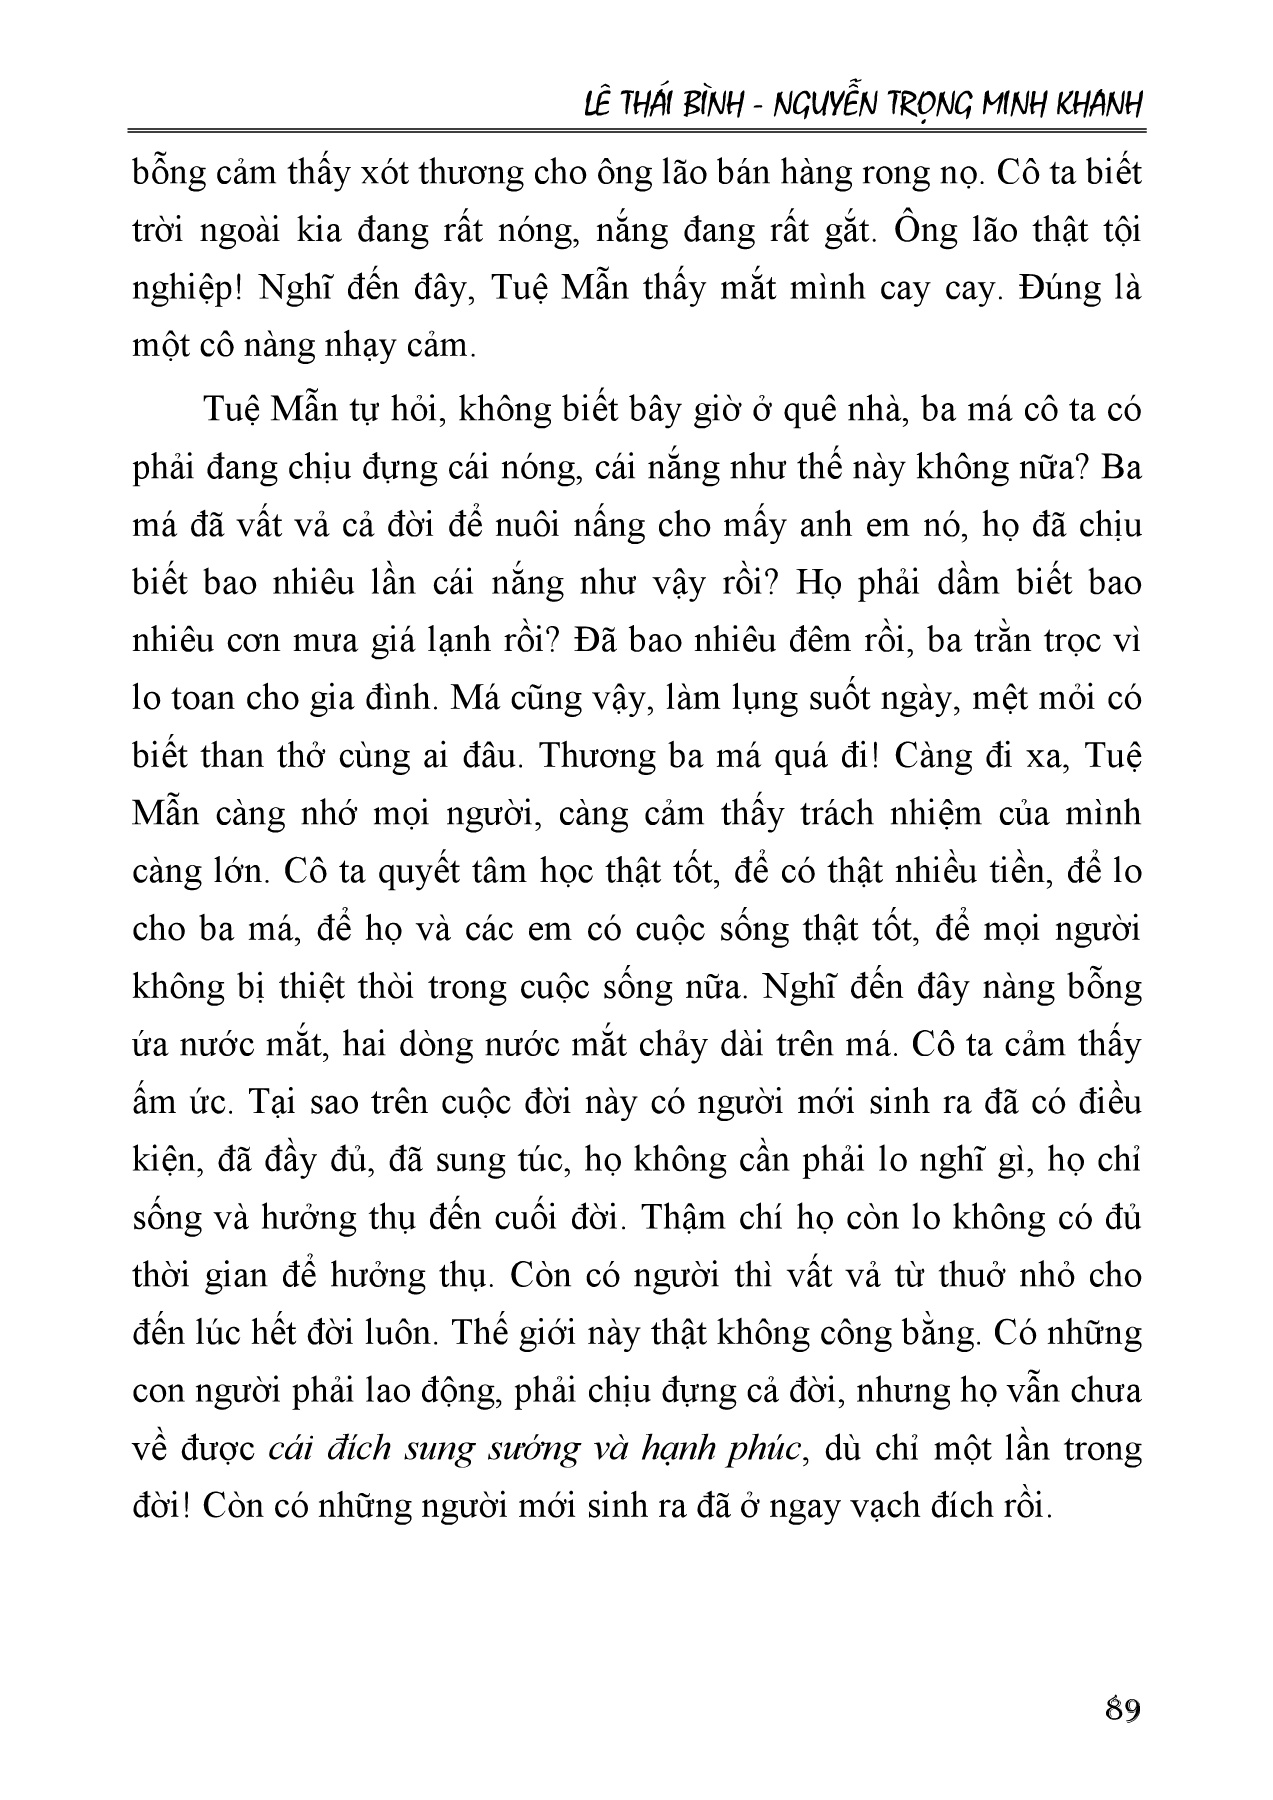 LÊ THÁI BÌNH - NGUYỄN TRỌNG MINH KHANH
bỗng cảm thấy xót thương cho ông lão bán hàng rong nọ. Cô ta biết
trời ngoài kia đang rất nóng, nắng đang rất gắt. Ông lão thật tội
nghiệp! Nghĩ đến đây, Tuệ Mẫn thấy mắt mình cay cay. Đúng là
một cô nàng nhạy cảm.
Tuệ Mẫn tự hỏi, không biết bây giờ ở quê nhà, ba má cô ta có
phải đang chịu đựng cái nóng, cái nắng như thế này không nữa? Ba
má đã vất vả cả đời để nuôi nấng cho mấy anh em nó, họ đã chịu
biết bao nhiêu lần cái nắng như vậy rồi? Họ phải dầm biết bao
nhiêu cơn mưa giá lạnh rồi? Đã bao nhiêu đêm rồi, ba trằn trọc vì
lo toan cho gia đình. Má cũng vậy, làm lụng suốt ngày, mệt mỏi có
biết than thở cùng ai đâu. Thương ba má quá đi! Càng đi xa, Tuệ
Mẫn càng nhớ mọi người, càng cảm thấy trách nhiệm của mình
càng lớn. Cô ta quyết tâm học thật tốt, để có thật nhiều tiền, để lo
cho ba má, để họ và các em có cuộc sống thật tốt, để mọi người
không bị thiệt thòi trong cuộc sống nữa. Nghĩ đến đây nàng bỗng
ứa nước mắt, hai dòng nước mắt chảy dài trên má. Cô ta cảm thấy
ấm ức. Tại sao trên cuộc đời này có người mới sinh ra đã có điều
kiện, đã đầy đủ, đã sung túc, họ không cần phải lo nghĩ gì, họ chỉ
sống và hưởng thụ đến cuối đời. Thậm chí họ còn lo không có đủ
thời gian để hưởng thụ. Còn có người thì vất vả từ thuở nhỏ cho
đến lúc hết đời luôn. Thế giới này thật không công bằng. Có những
con người phải lao động, phải chịu đựng cả đời, nhưng họ vẫn chưa
về được cái đích sung sướng và hạnh phúc, dù chỉ một lần trong
đời! Còn có những người mới sinh ra đã ở ngay vạch đích rồi.
89